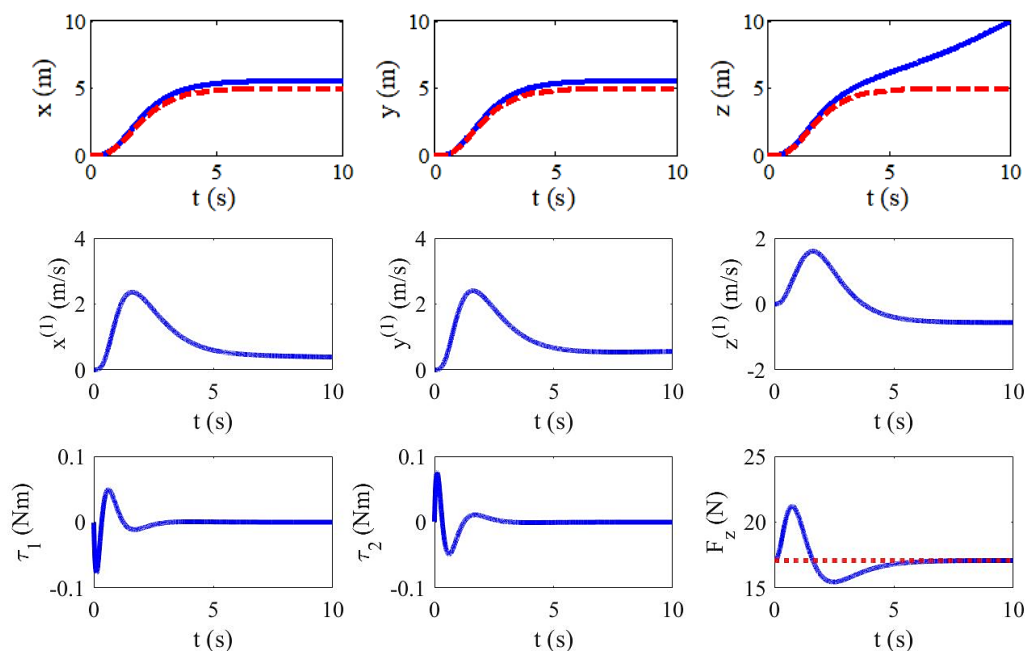 10
5
0
x (m)
0 5 10
t (s)
10
5
0
y (m)
0 5 10
t (s)
10
5
0
z (m)
0 5 10
t (s)
4
2
0
x(1) (m/s)
0 5 10
t (s)
4
2
0
y(1) (m/s)
0 5 10
t (s)
2
0
-2
z(1) (m/s)
0 5 10
t (s)
0.1
0
-0.1
τ1 (Nm)
0 5 10
t (s)
0.1
0
-0.1
τ2 (Nm)
0 5 10
t (s)
25
20
15
Fz (N)
0 5 10
t (s)